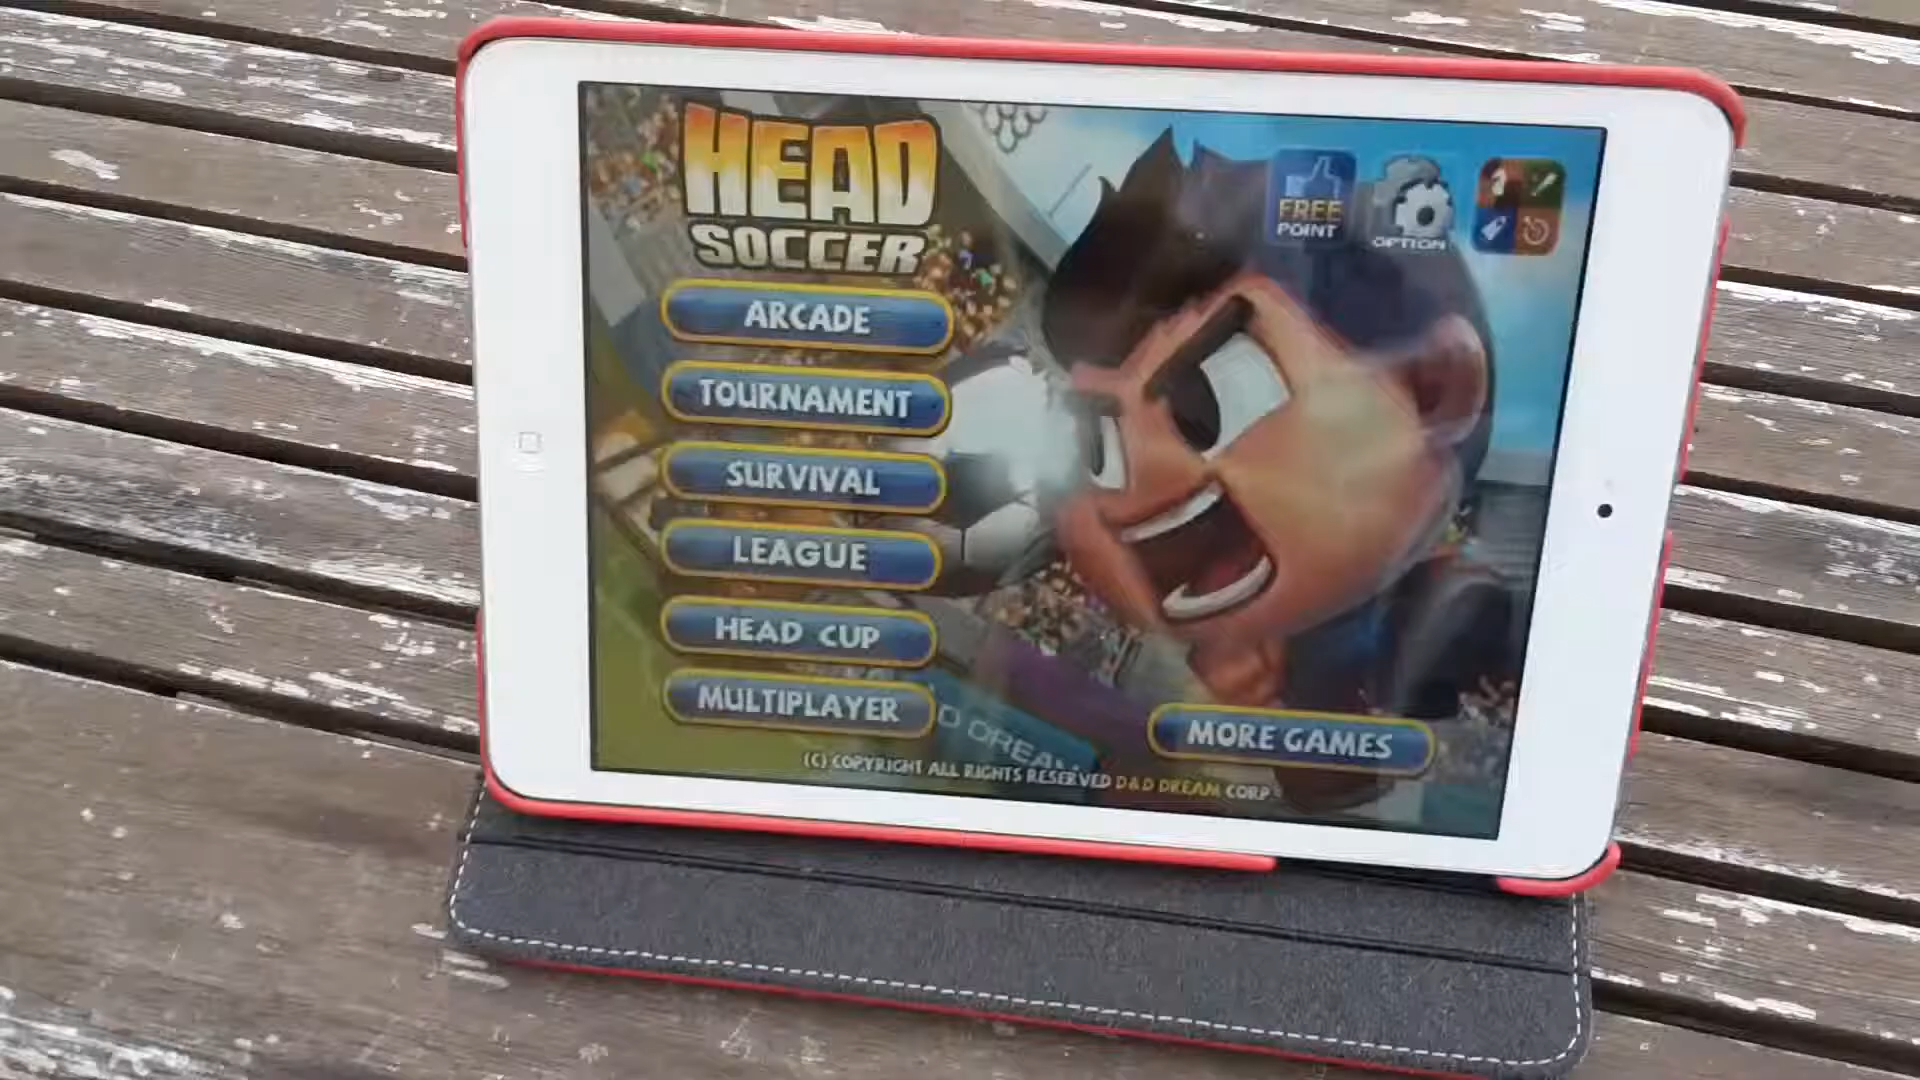 HEAD
SOCCER
FREE
POINT
OPTION
ARCADE
TOURNAMENT
SURVIVAL
LEAGUE
HEAD CUP
MULTIPLAYER
D DREAM
MORE GAMES
(C) COPYRIGHT ALL RIGHTS RESERVED D&D DREAM CORP